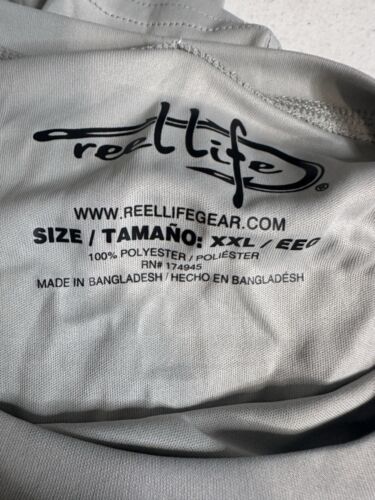 reel life ®
WWW.REELLIFEGEAR.COM
SIZE / TAMAÑO: XXL / EEG
100% POLYESTER / POLIÉSTER
RN# 174945
MADE IN BANGLADESH / HECHO EN BANGLADÉSH